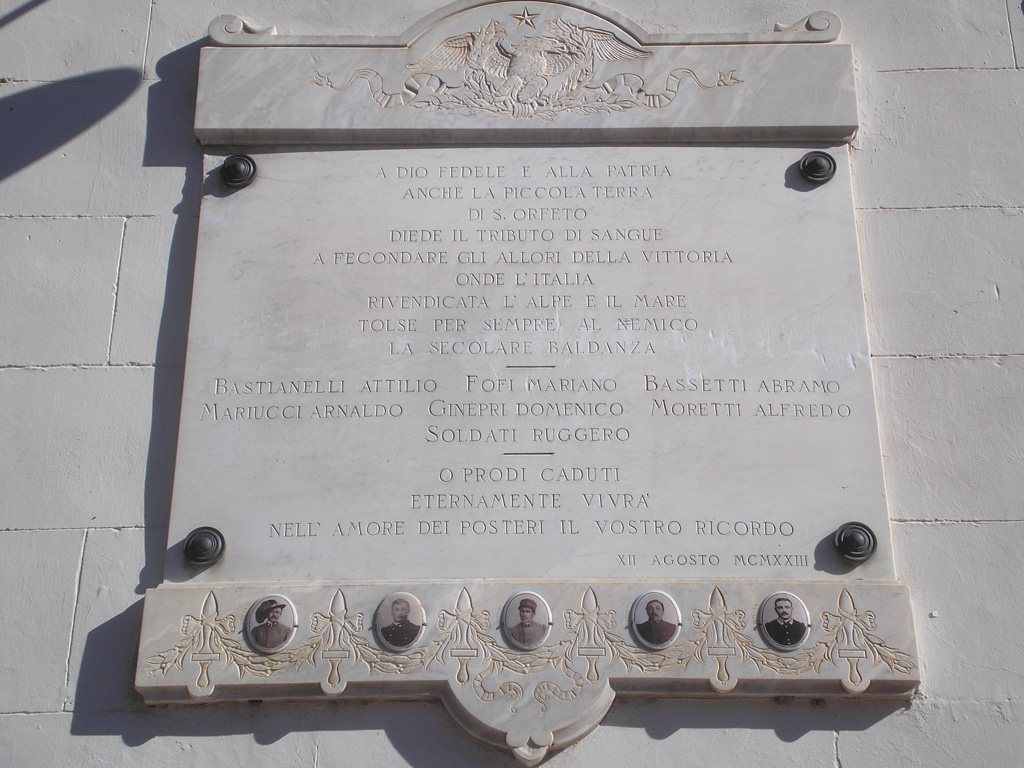 A DIO FEDELE E ALLA PATRIA
ANCHE LA PICCOLA TERRA
DI S. ORFETO
DIEDE IL TRIBUTO DI SANGUE
A FECONDARE GLI ALLORI DELLA VITTORIA
ONDE L'ITALIA
RIVENDICATA L'ALPE E IL MARE
TOLSE PER SEMPRE AL NEMICO
LA SECOLARE BALDANZA
BASTIANELLI ATTILIO FOFI MARIANO BASSETTI ABRAMO
MARIUCCI ARNALDO GINEPRI DOMENICO MORETTI ALFREDO
SOLDATI RUGGERO
O PRODI CADUTI
ETERNAMENTE VIVRA'
NELL' AMORE DEI POSTERI IL VOSTRO RICORDO
XII AGOSTO MCMXXIII